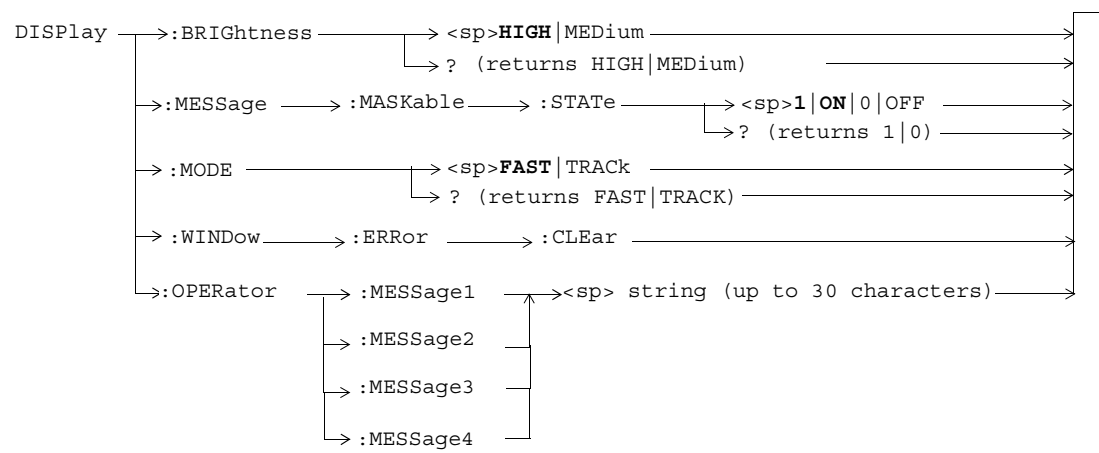 DISPlay :BRIGhtness <sp>HIGH|MEDium
? (returns HIGH|MEDium)
:MESSage :MASKable :STATe <sp>1|ON|0|OFF
? (returns 1|0)
:MODE <sp>FAST|TRACk
? (returns FAST|TRACK)
:WINDow :ERRor :CLEar
:OPERator :MESSage1 <sp> string (up to 30 characters)
:MESSage2
:MESSage3
:MESSage4